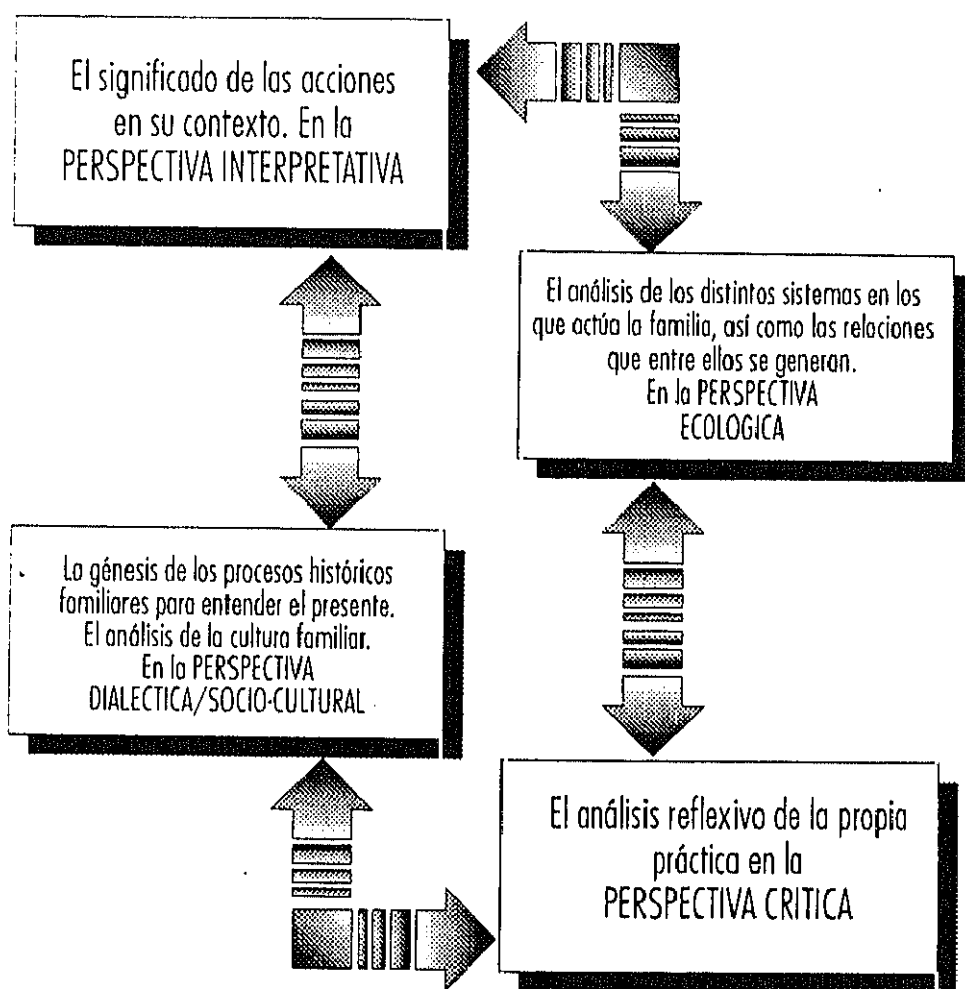 El significado de las acciones
en su contexto. En la
PERSPECTIVA INTERPRETATIVA
El análisis de los distintos sistemas en los
que actúa la familia, así como las relaciones
que entre ellos se generan.
En la PERSPECTIVA
ECOLOGICA
La génesis de los procesos históricos
familiares para entender el presente.
El análisis de la cultura familiar.
En la PERSPECTIVA
DIALECTICA/SOCIO-CULTURAL
El análisis reflexivo de la propia
práctica en la
PERSPECTIVA CRITICA